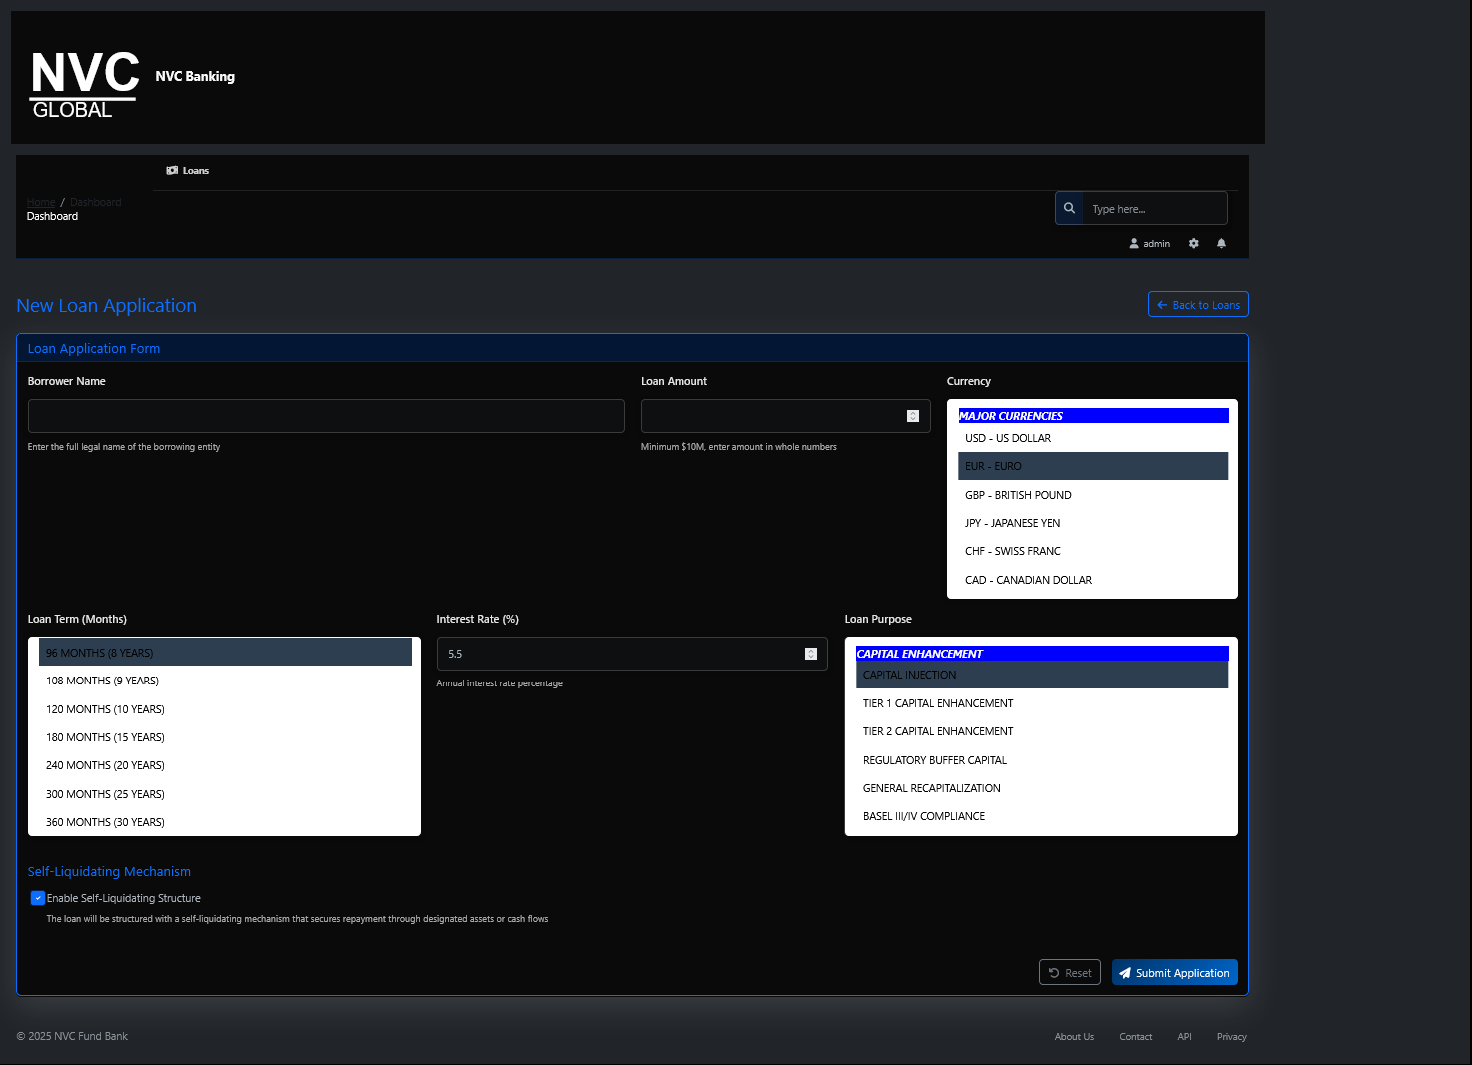 NVC
GLOBAL
NVC Banking
Loans
Home / Dashboard
Dashboard
Type here...
admin
New Loan Application
Back to Loans
Loan Application Form
Borrower Name
Enter the full legal name of the borrowing entity
Loan Amount
Minimum $10M, enter amount in whole numbers
Currency
MAJOR CURRENCIES
USD - US DOLLAR
EUR - EURO
GBP - BRITISH POUND
JPY - JAPANESE YEN
CHF - SWISS FRANC
CAD - CANADIAN DOLLAR
Loan Term (Months)
96 MONTHS (8 YEARS)
108 MONTHS (9 YEARS)
120 MONTHS (10 YEARS)
180 MONTHS (15 YEARS)
240 MONTHS (20 YEARS)
300 MONTHS (25 YEARS)
360 MONTHS (30 YEARS)
Interest Rate (%)
5.5
Annual interest rate percentage
Loan Purpose
CAPITAL ENHANCEMENT
CAPITAL INJECTION
TIER 1 CAPITAL ENHANCEMENT
TIER 2 CAPITAL ENHANCEMENT
REGULATORY BUFFER CAPITAL
GENERAL RECAPITALIZATION
BASEL III/IV COMPLIANCE
Self-Liquidating Mechanism
Enable Self-Liquidating Structure
The loan will be structured with a self-liquidating mechanism that secures repayment through designated assets or cash flows
Reset
Submit Application
© 2025 NVC Fund Bank
About Us
Contact
API
Privacy